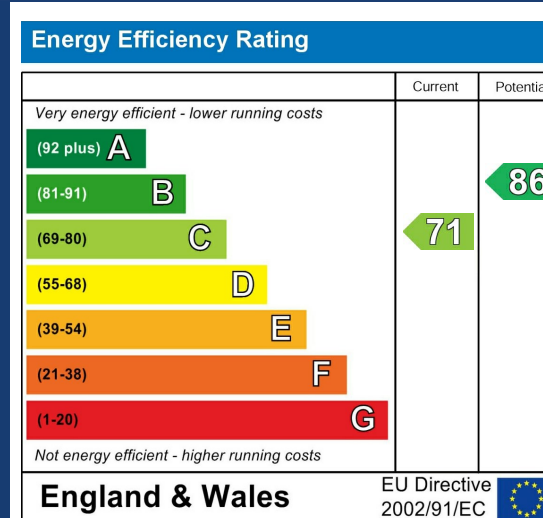 Energy Efficiency Rating
Current Potentia
Very energy efficient - lower running costs
(92 plus) A
(81-91) B
86
(69-80) C
71
(55-68) D
(39-54) E
(21-38) F
(1-20) G
Not energy efficient - higher running costs
England & Wales
EU Directive
2002/91/EC